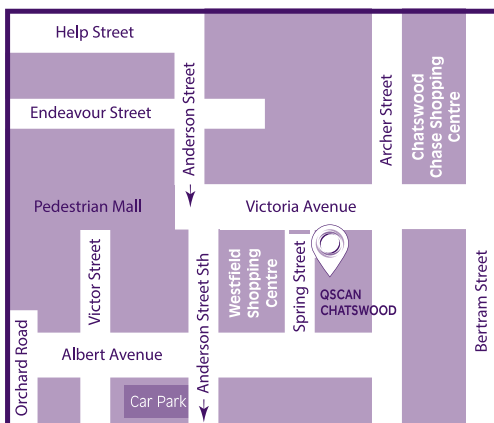 Help Street
Endeavour Street
Anderson Street
Archer Street
Chatswood
Chase Shopping
Centre
Pedestrian Mall
Victoria Avenue
Victor Street
Anderson Street Sth
Westfield
Shopping
Centre
Spring Street
QSCAN
CHATSWOOD
Bertram Street
Orchard Road
Albert Avenue
Car Park